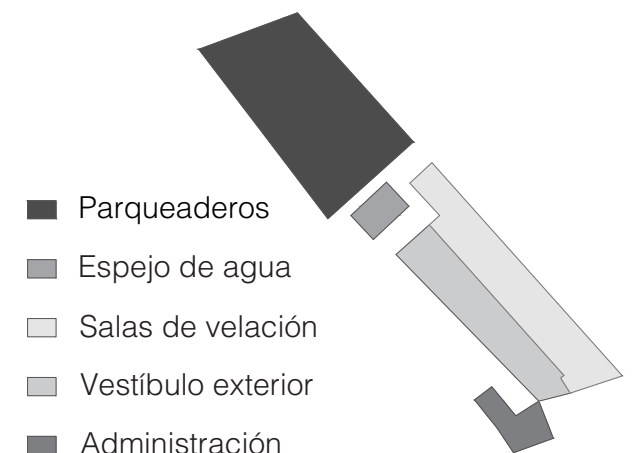 Parqueaderos
Espejo de agua
Salas de velación
Vestíbulo exterior
Administración